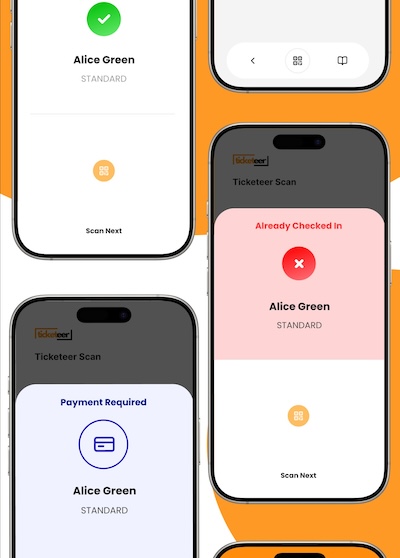 Alice Green
STANDARD
Scan Next
ticketeer
Ticketeer Scan
Already Checked In
Alice Green
STANDARD
Scan Next
ticketeer
Ticketeer Scan
Payment Required
Alice Green
STANDARD